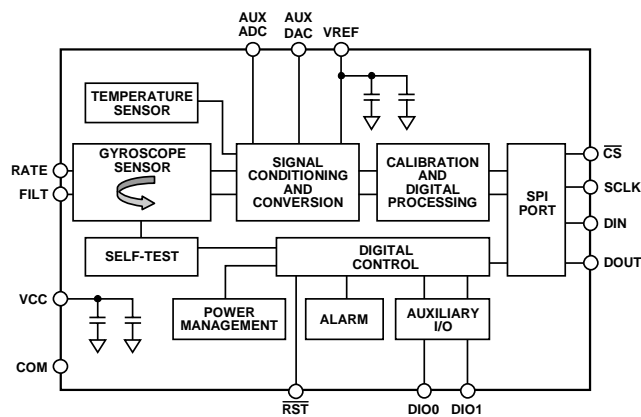 AUX
ADC
AUX
DAC
VREF
TEMPERATURE
SENSOR
RATE
FILT
GYROSCOPE
SENSOR
SIGNAL
CONDITIONING
AND
CONVERSION
CALIBRATION
AND
DIGITAL
PROCESSING
SPI
PORT
CS
SCLK
DIN
DOUT
SELF-TEST
DIGITAL
CONTROL
VCC
POWER
MANAGEMENT
ALARM
AUXILIARY
I/O
COM
RST
DIO0
DIO1